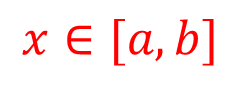 x ∈ [a, b]